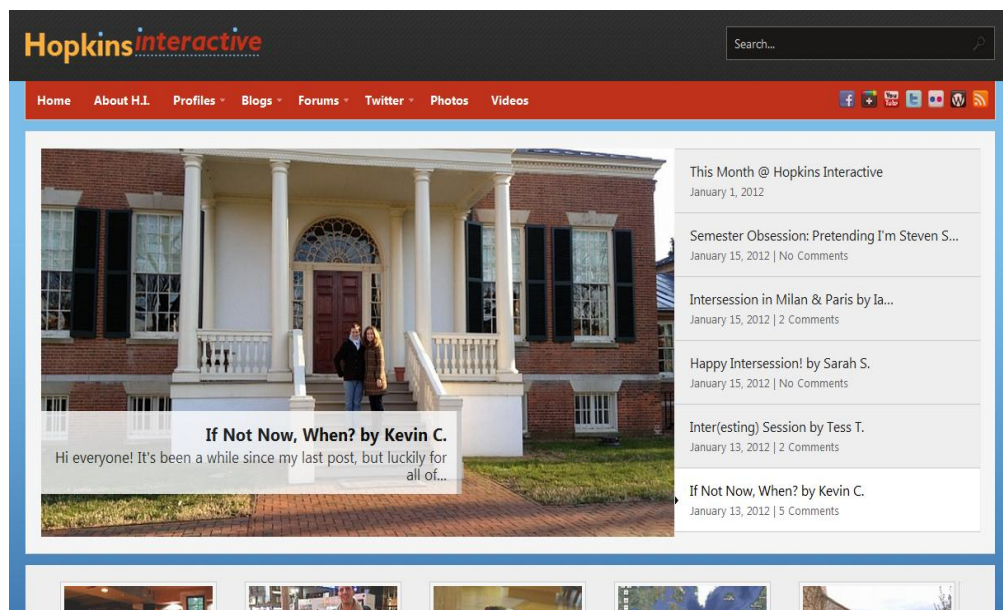 Hopkins interactive
Search...
Home About H.I. Profiles Blogs Forums Twitter Photos Videos
You Tube
If Not Now, When? by Kevin C.
Hi everyone! It's been a while since my last post, but luckily for
all of...
This Month @ Hopkins Interactive
January 1, 2012
Semester Obsession: Pretending I'm Steven S...
January 15, 2012 | No Comments
Intersession in Milan & Paris by Ia...
January 15, 2012 | 2 Comments
Happy Intersession! by Sarah S.
January 15, 2012 | No Comments
Inter(esting) Session by Tess T.
January 13, 2012 | 2 Comments
If Not Now, When? by Kevin C.
January 13, 2012 | 5 Comments